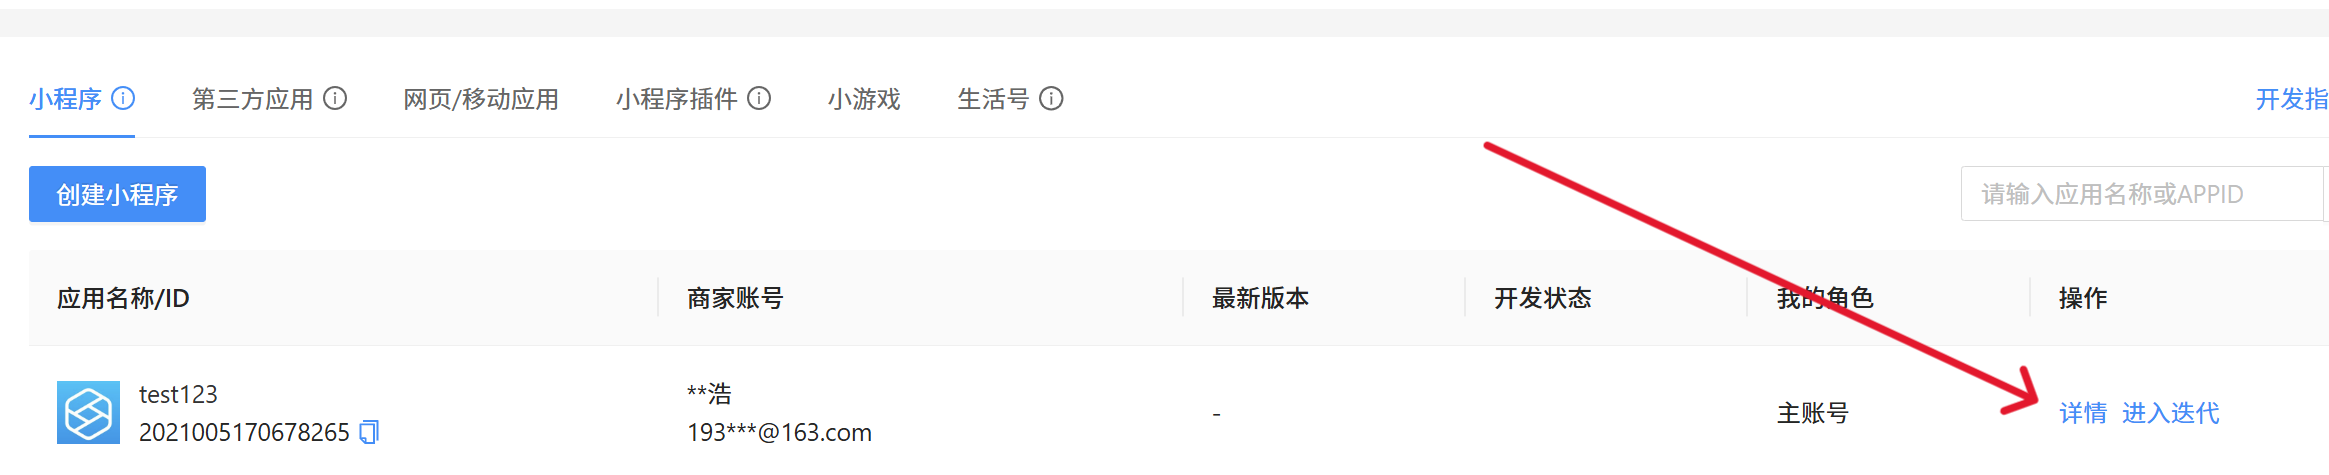 小程序 第三方应用 网页/移动应用 小程序插件 小游戏 生活号 开发指
创建小程序 请输入应用名称或APPID
应用名称/ID 商家账号 最新版本 开发状态 我的角色 操作
test123 **浩
2021005170678265 193***@163.com - 主账号 详情 进入迭代